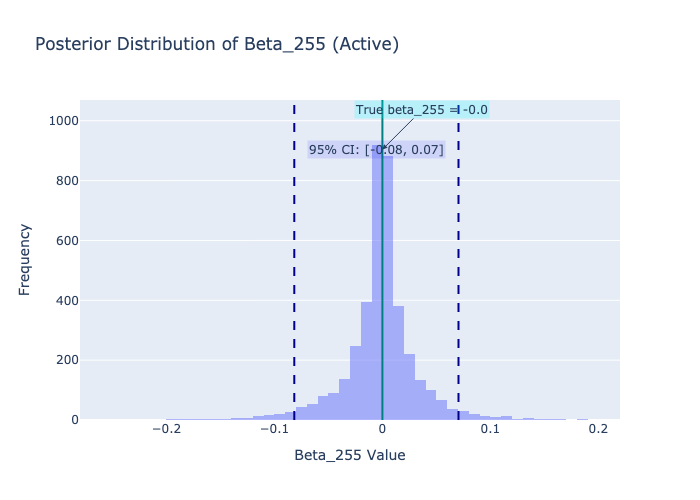 Posterior Distribution of Beta_255 (Active)
True beta_255 = -0.0
95% CI: [-0.08, 0.07]
1000
800
600
400
200
0
Frequency
−0.2
−0.1
0
0.1
0.2
Beta_255 Value